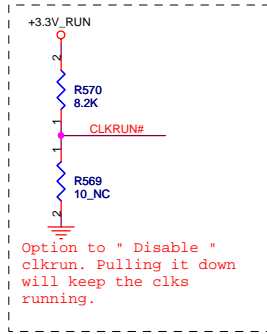 +3.3V_RUN
2
R570
8.2K
1
CLKRUN#
1
R569
10_NC
2
Option to " Disable "
clkrun. Pulling it down
will keep the clks
running.